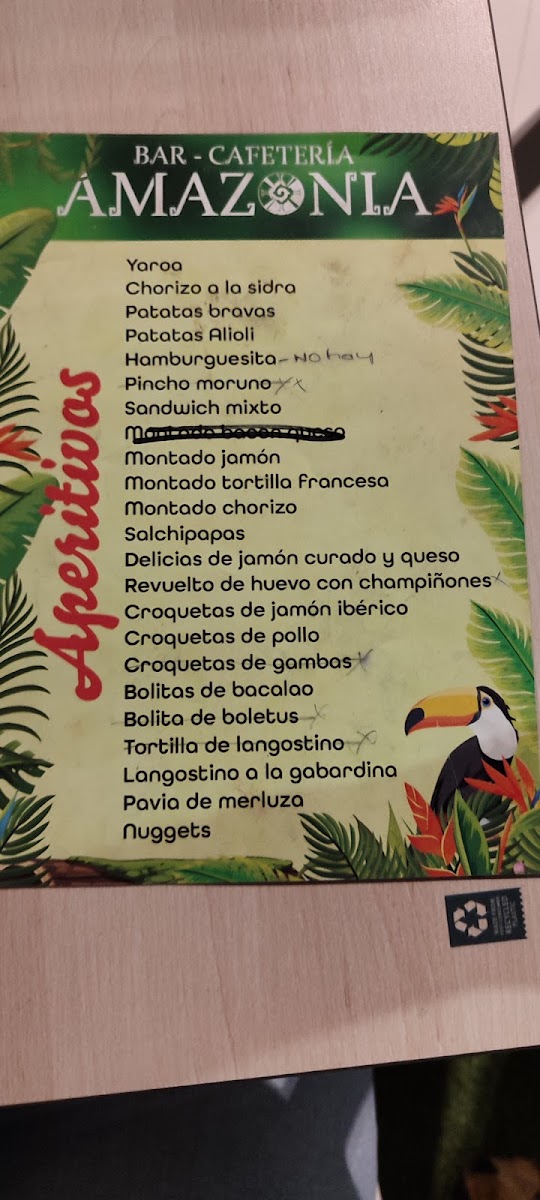 BAR - CAFETERÍA
AMAZONIA
Aperitivos
Yaroa
Chorizo a la sidra
Patatas bravas
Patatas Alioli
Hamburguesita - NO hay
Pincho moruno xx
Sandwich mixto
Montado bacon queso
Montado jamón
Montado tortilla francesa
Montado chorizo
Salchipapas
Delicias de jamón curado y queso
Revuelto de huevo con champiñones x
Croquetas de jamón ibérico
Croquetas de pollo
Croquetas de gambas x
Bolitas de bacalao
Bolita de boletus x
Tortilla de langostino x
Langostino a la gabardina
Pavia de merluza
Nuggets
RECYCLED